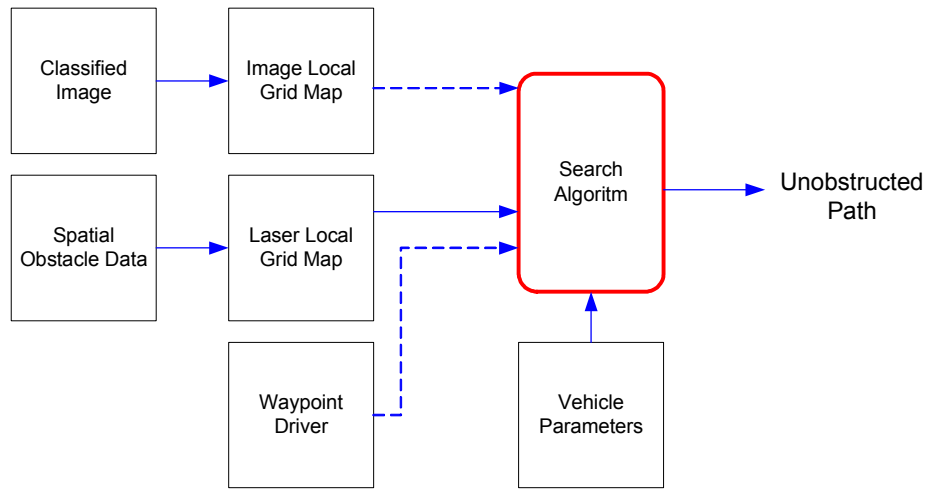 Classified
Image
Image Local
Grid Map
Search
Algoritm
Unobstructed
Path
Spatial
Obstacle Data
Laser Local
Grid Map
Waypoint
Driver
Vehicle
Parameters